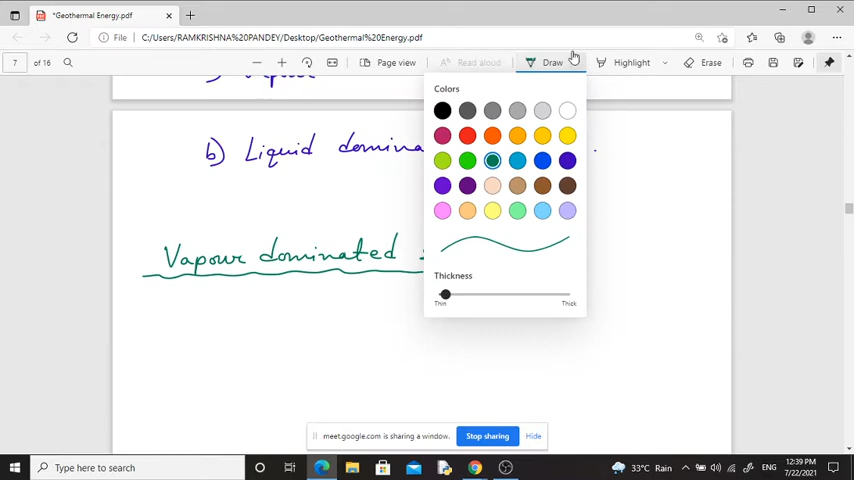 *Geothermal Energy.pdf
File C:/Users/RAMKRISHNA%20PANDEY/Desktop/Geothermal%20Energy.pdf
7 of 16 Page view Read aloud Draw Highlight Erase
Colors
b) Liquid domina
Vapour dominated
Thickness
Thin Thick
meet.google.com is sharing a window. Stop sharing Hide
Type here to search
33°C Rain ENG 12:39 PM
7/22/2021